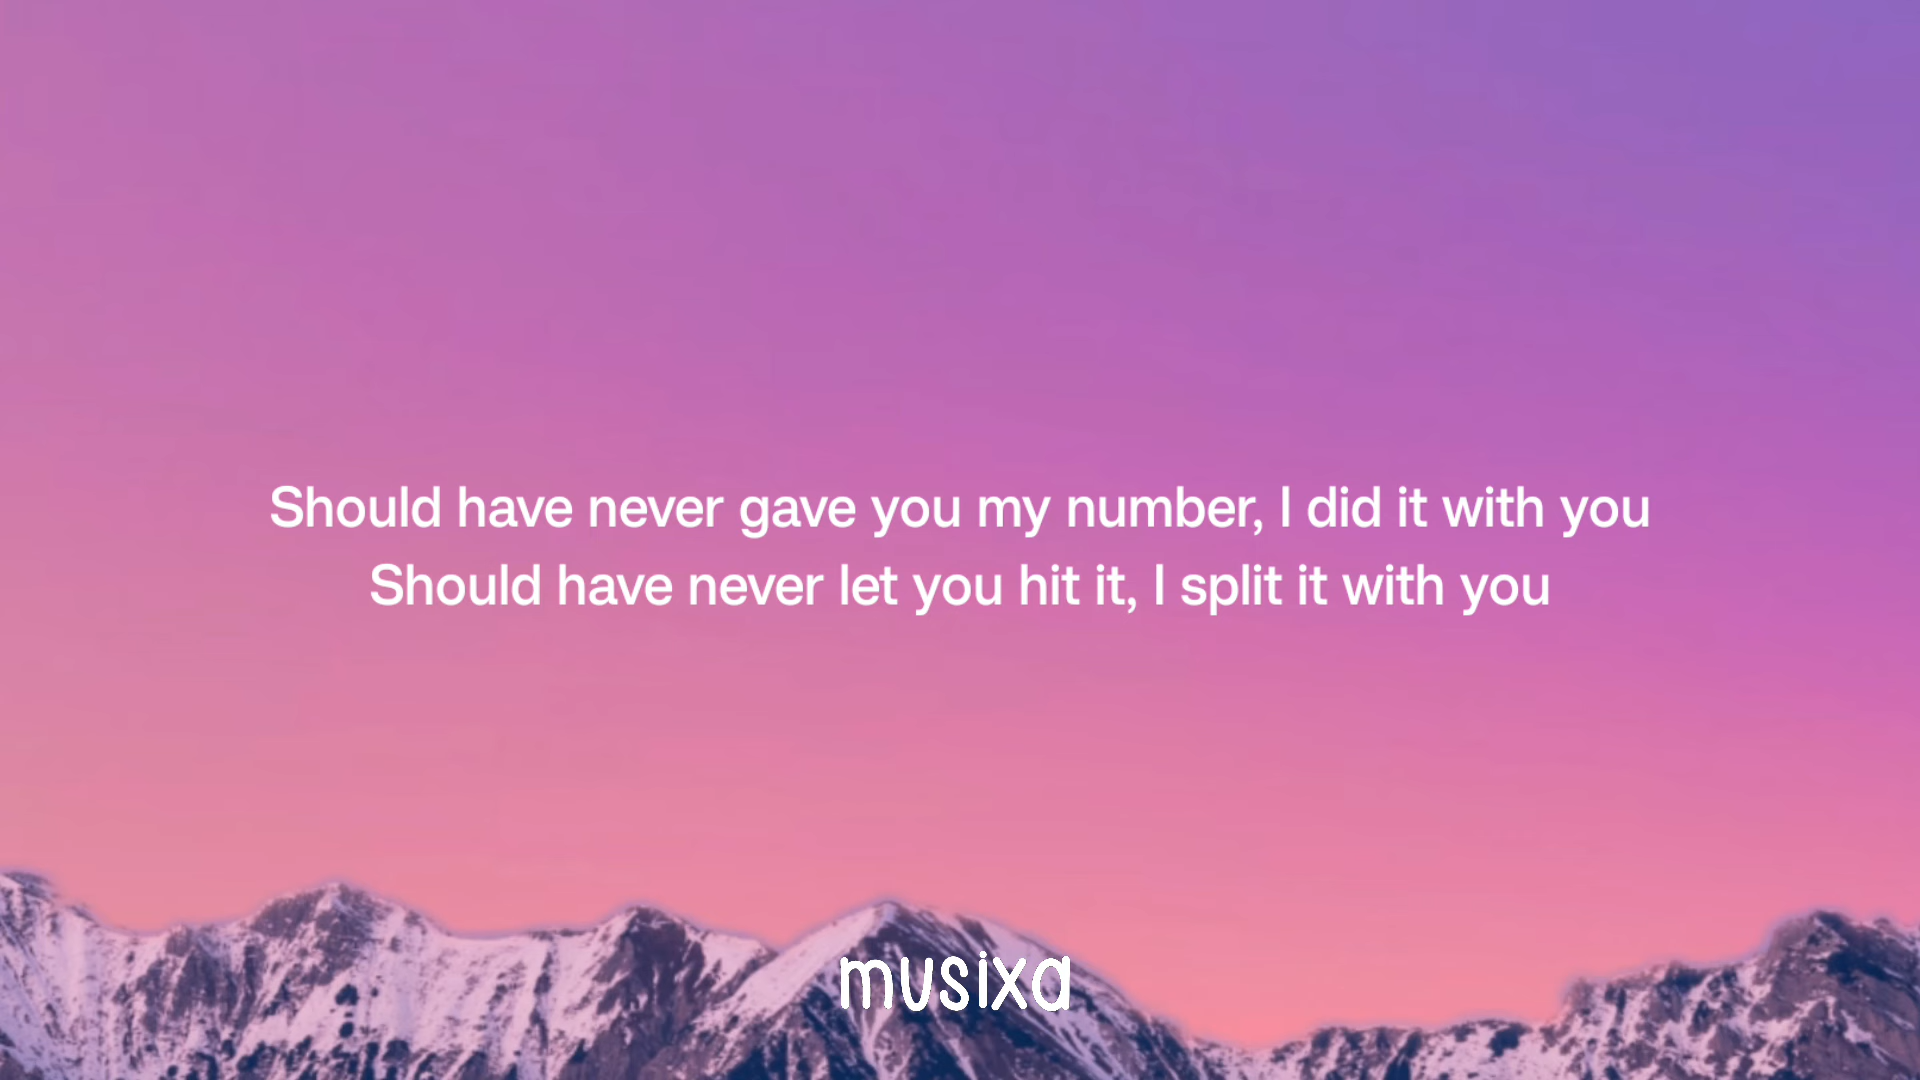 Should have never gave you my number, I did it with you
Should have never let you hit it, I split it with you
musixa